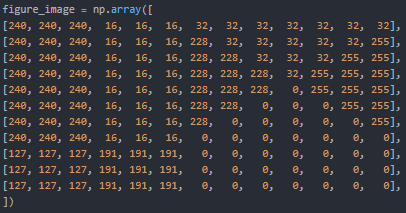 figure_image = np.array([
[240, 240, 240,  16,  16,  16,  32,  32,  32,  32,  32,  32,  32],
[240, 240, 240,  16,  16,  16, 228,  32,  32,  32,  32,  32, 255],
[240, 240, 240,  16,  16,  16, 228, 228,  32,  32,  32, 255, 255],
[240, 240, 240,  16,  16,  16, 228, 228, 228,  32, 255, 255, 255],
[240, 240, 240,  16,  16,  16, 228, 228, 228,   0, 255, 255, 255],
[240, 240, 240,  16,  16,  16, 228, 228,   0,   0,   0, 255, 255],
[240, 240, 240,  16,  16,  16, 228,   0,   0,   0,   0,   0, 255],
[240, 240, 240,  16,  16,  16,   0,   0,   0,   0,   0,   0,   0],
[127, 127, 127, 191, 191, 191,   0,   0,   0,   0,   0,   0,   0],
[127, 127, 127, 191, 191, 191,   0,   0,   0,   0,   0,   0,   0],
[127, 127, 127, 191, 191, 191,   0,   0,   0,   0,   0,   0,   0],
])